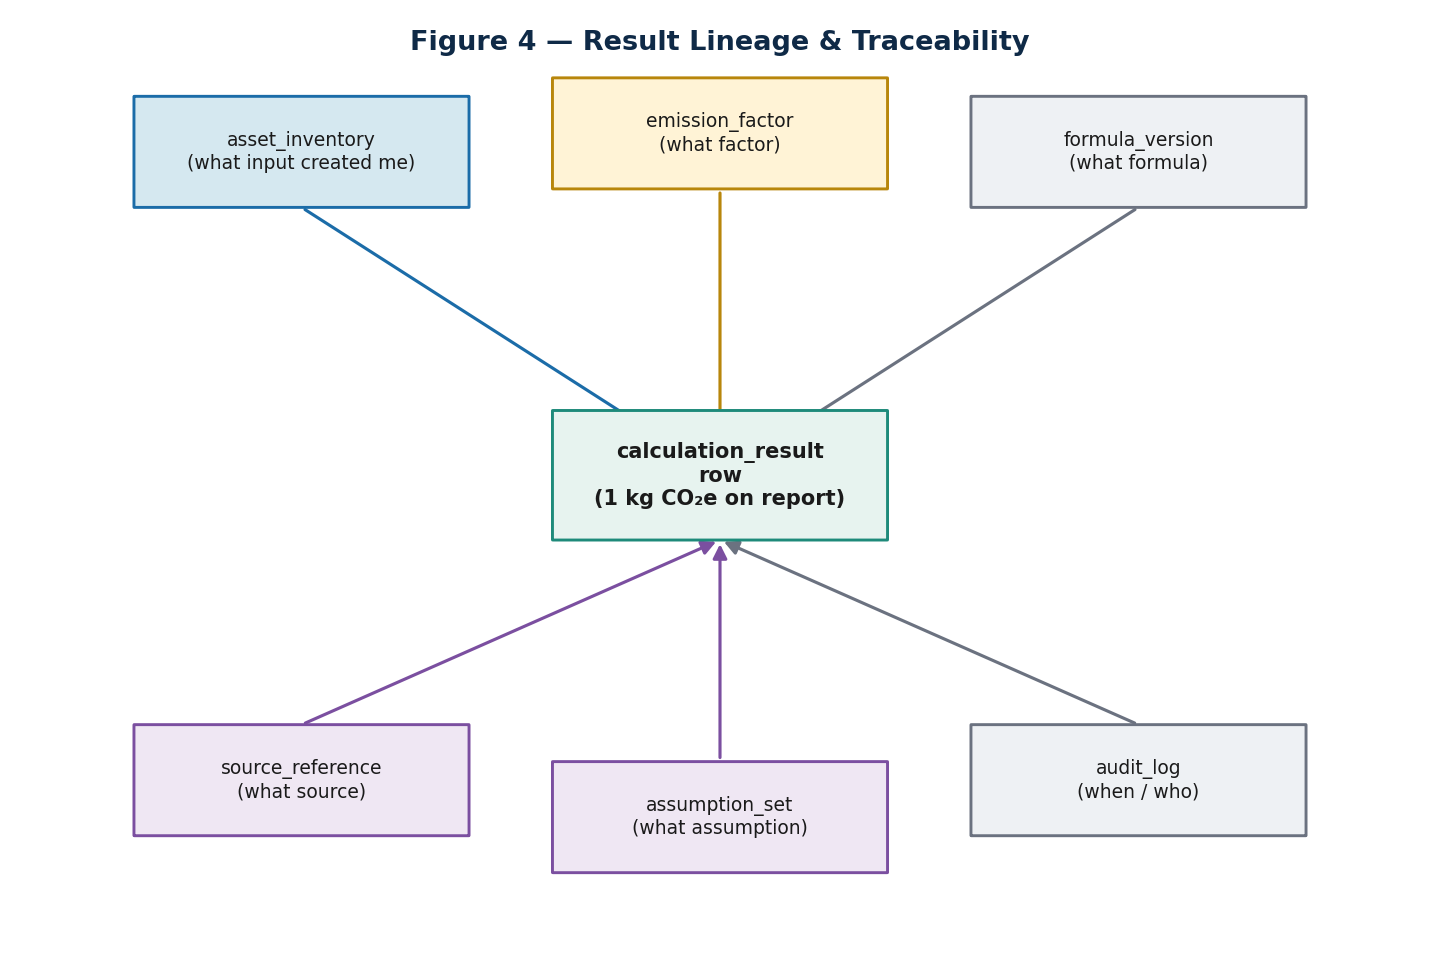 Figure 4 — Result Lineage & Traceability
asset_inventory
(what input created me)
emission_factor
(what factor)
formula_version
(what formula)
calculation_result
row
(1 kg CO₂e on report)
source_reference
(what source)
assumption_set
(what assumption)
audit_log
(when / who)